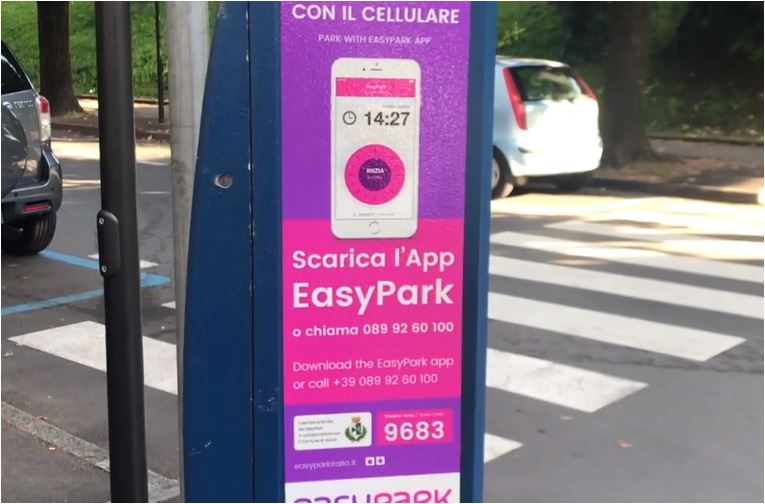 CON IL CELLULARE
PARK WITH EASYPARK APP
EasyPark
14:27
INIZIA
Scarica l'App
EasyPark
o chiama 089 92 60 100
Download the EasyPark app
or call +39 089 92 60 100
9683
easyparkitalia.it
easypark